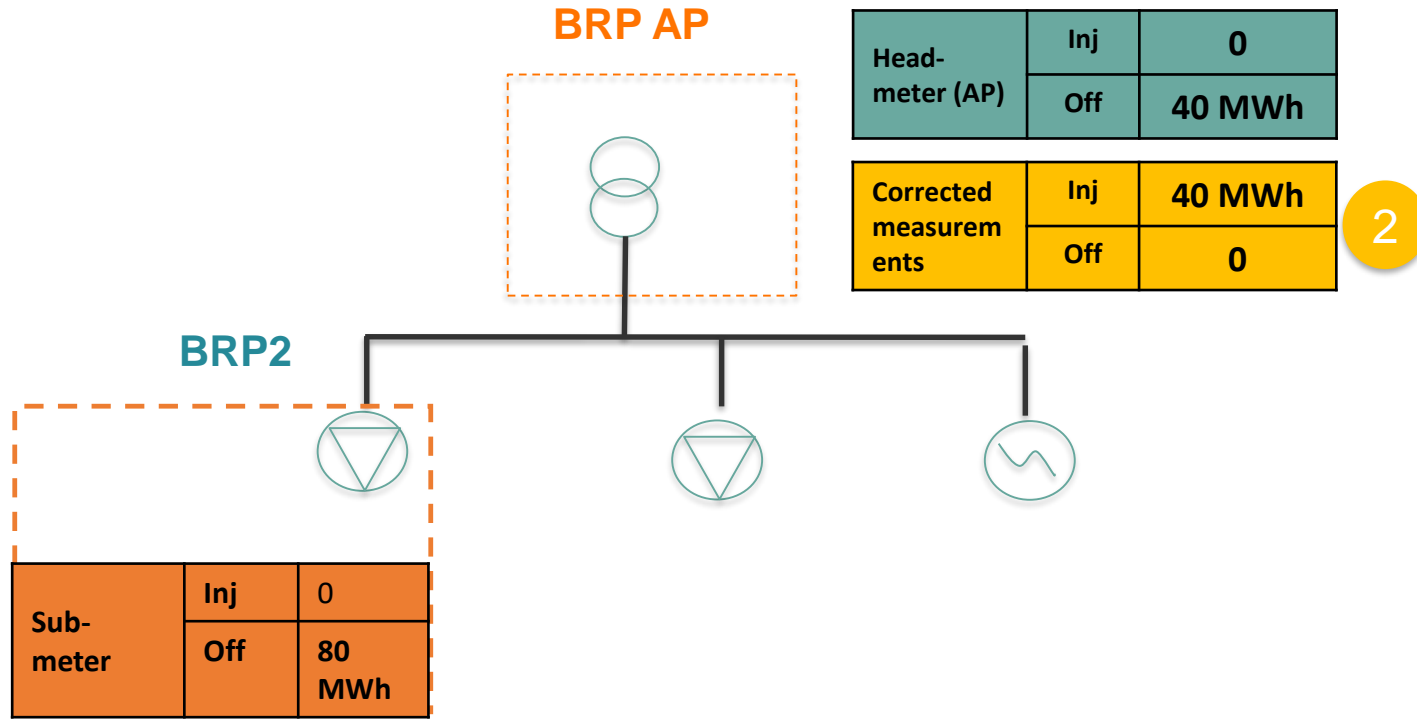 BRP AP
Head-
meter (AP)
Inj
0
Off
40 MWh
Corrected
measurem
ents
Inj
40 MWh
Off
0
2
BRP2
Sub-
meter
Inj
0
Off
80
MWh